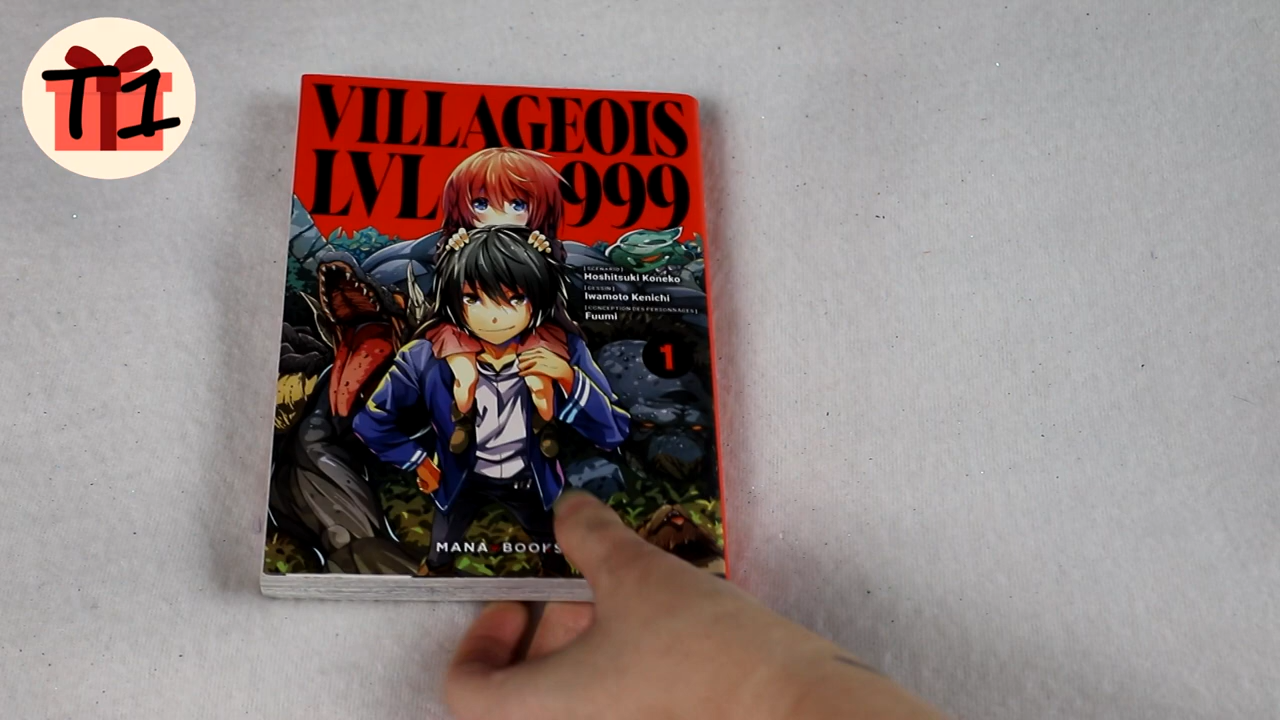 T1
VILLAGEOIS
LVL 999
[SCÉNARIO]
Hoshitsuki Koneko
[DESSIN]
Iwamoto Kenichi
[CONCEPTION DES PERSONNAGES]
Fuumi
1
MANA BOOKS